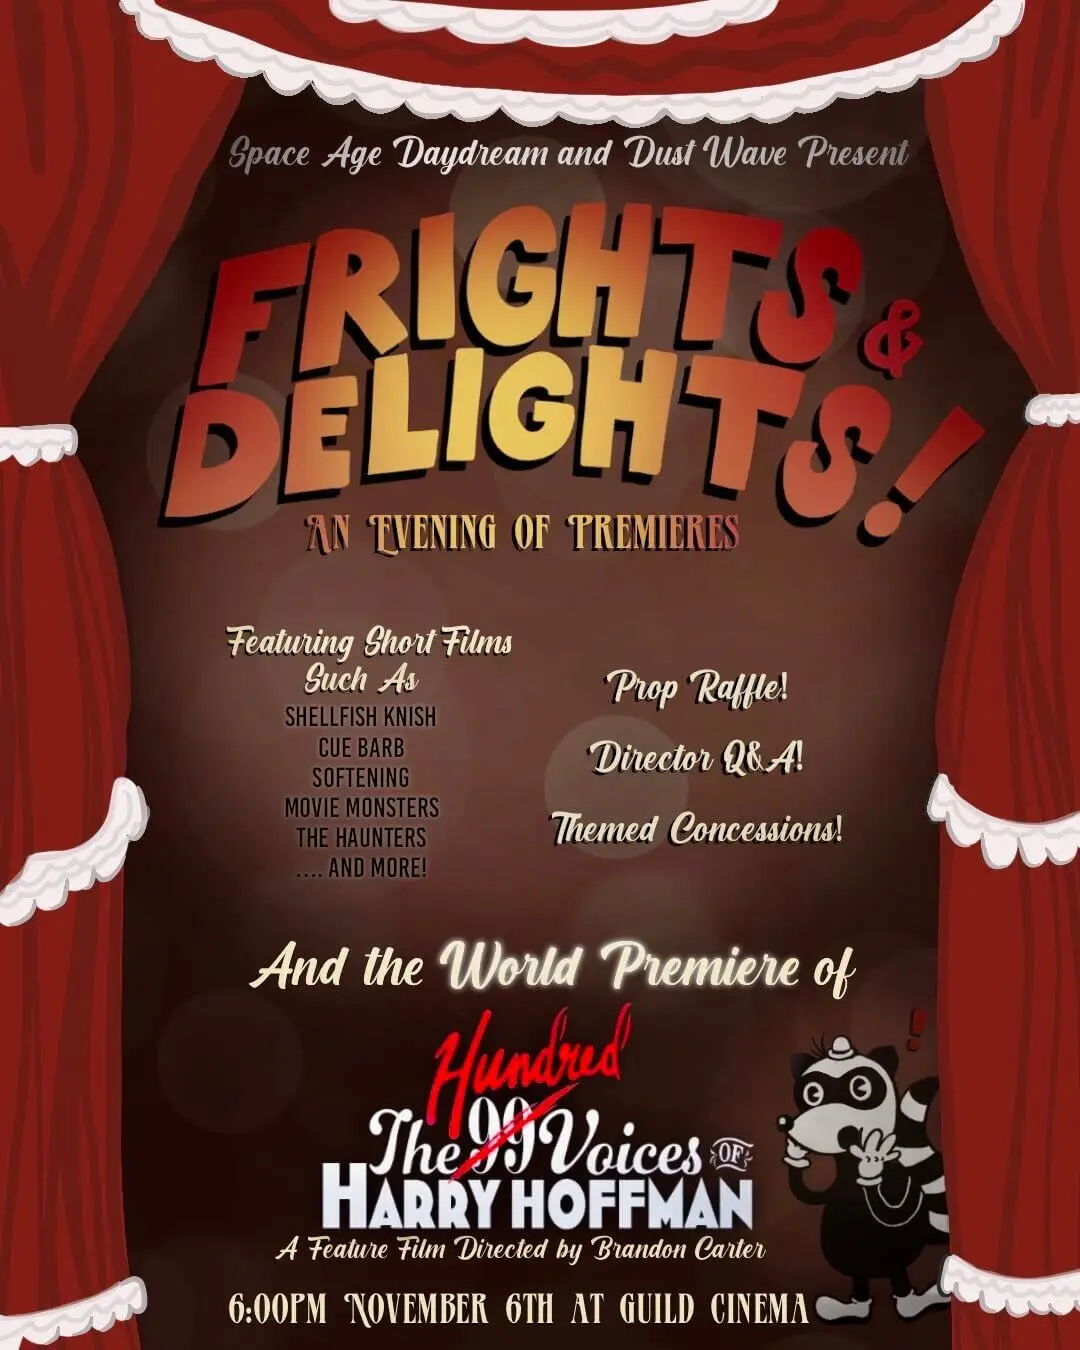 Space Age Daydream and Dust Wave Present
FRIGHTS &
DELIGHTS!
AN EVENING OF PREMIERES
Featuring Short Films
Such As
SHELLFISH KNISH
CUE BARB
SOFTENING
MOVIE MONSTERS
THE HAUNTERS
.... AND MORE!
Prop Raffle!
Director Q&A!
Themed Concessions!
And the World Premiere of
Hundred
The 99 Voices OF
HARRY HOFFMAN
A Feature Film Directed by Brandon Carter
6:00PM NOVEMBER 6TH AT GUILD CINEMA
!